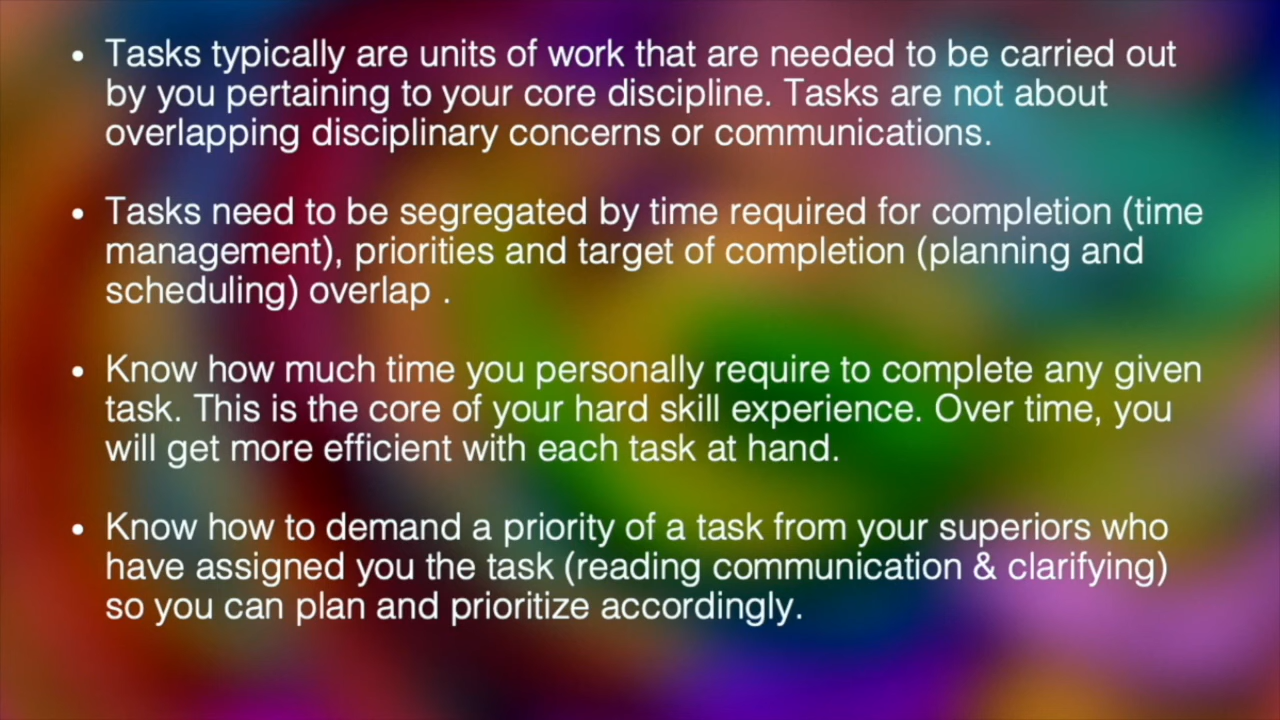 • Tasks typically are units of work that are needed to be carried out
by you pertaining to your core discipline. Tasks are not about
overlapping disciplinary concerns or communications.
• Tasks need to be segregated by time required for completion (time
management), priorities and target of completion (planning and
scheduling) overlap .
• Know how much time you personally require to complete any given
task. This is the core of your hard skill experience. Over time, you
will get more efficient with each task at hand.
• Know how to demand a priority of a task from your superiors who
have assigned you the task (reading communication & clarifying)
so you can plan and prioritize accordingly.